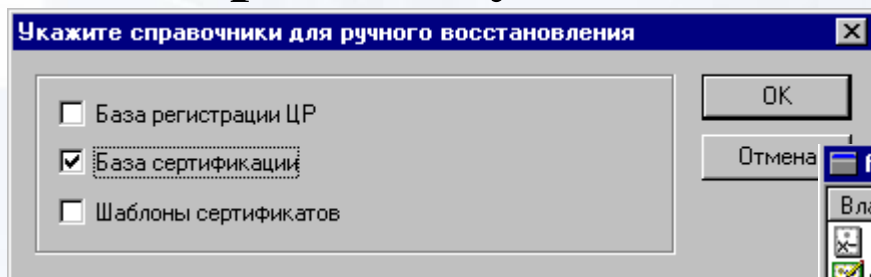 Укажите справочники для ручного восстановления
База регистрации ЦР
База сертификации
Шаблоны сертификатов
OK
Отмена